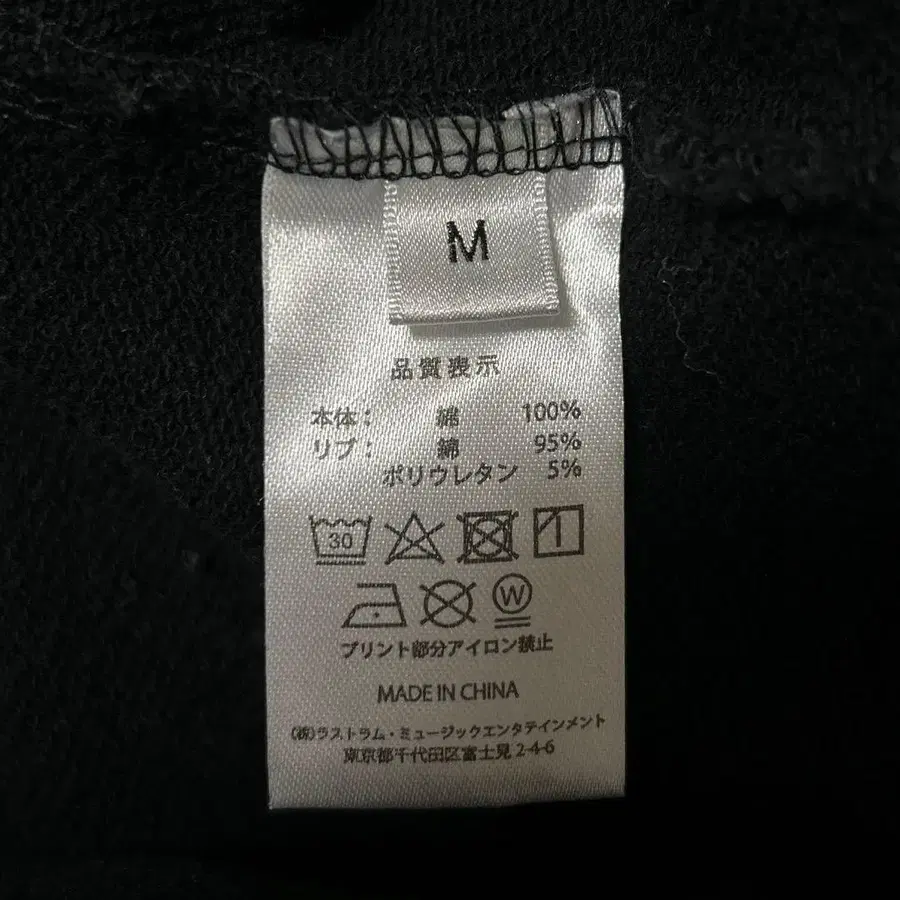 M
品質表示
本体： 綿 100%
リブ： 綿 95%
ポリウレタン 5%
30
W
プリント部分アイロン禁止
MADE IN CHINA
(株)ラストラム・ミュージックエンタテインメント
東京都千代田区富士見 2-4-6